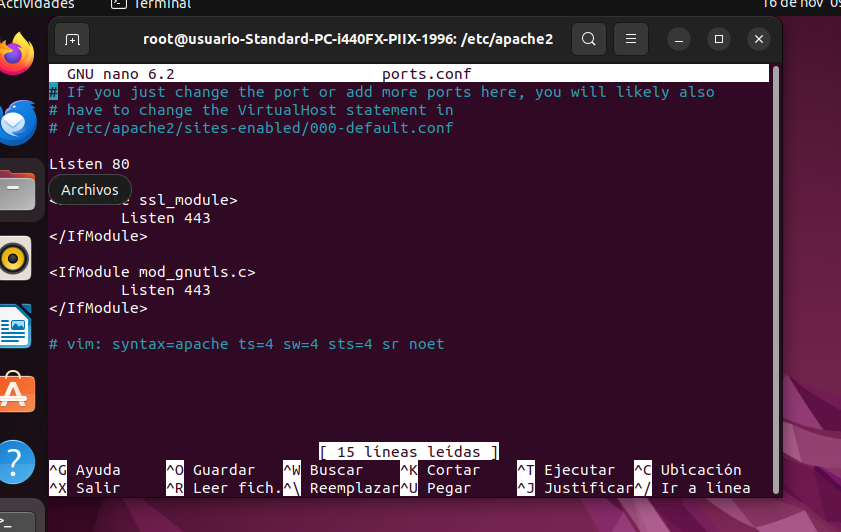 Actividades Terminal 16 de nov
root@usuario-Standard-PC-i440FX-PIIX-1996: /etc/apache2
GNU nano 6.2 ports.conf
# If you just change the port or add more ports here, you will likely also
# have to change the VirtualHost statement in
# /etc/apache2/sites-enabled/000-default.conf
Listen 80
Archivos
ssl_module>
Listen 443
</IfModule>
<IfModule mod_gnutls.c>
Listen 443
</IfModule>
# vim: syntax=apache ts=4 sw=4 sts=4 sr noet
[ 15 líneas leídas ]
^G Ayuda ^O Guardar ^W Buscar ^K Cortar ^T Ejecutar ^C Ubicación
^X Salir ^R Leer fich. ^\ Reemplazar ^U Pegar ^J Justificar ^/ Ir a línea